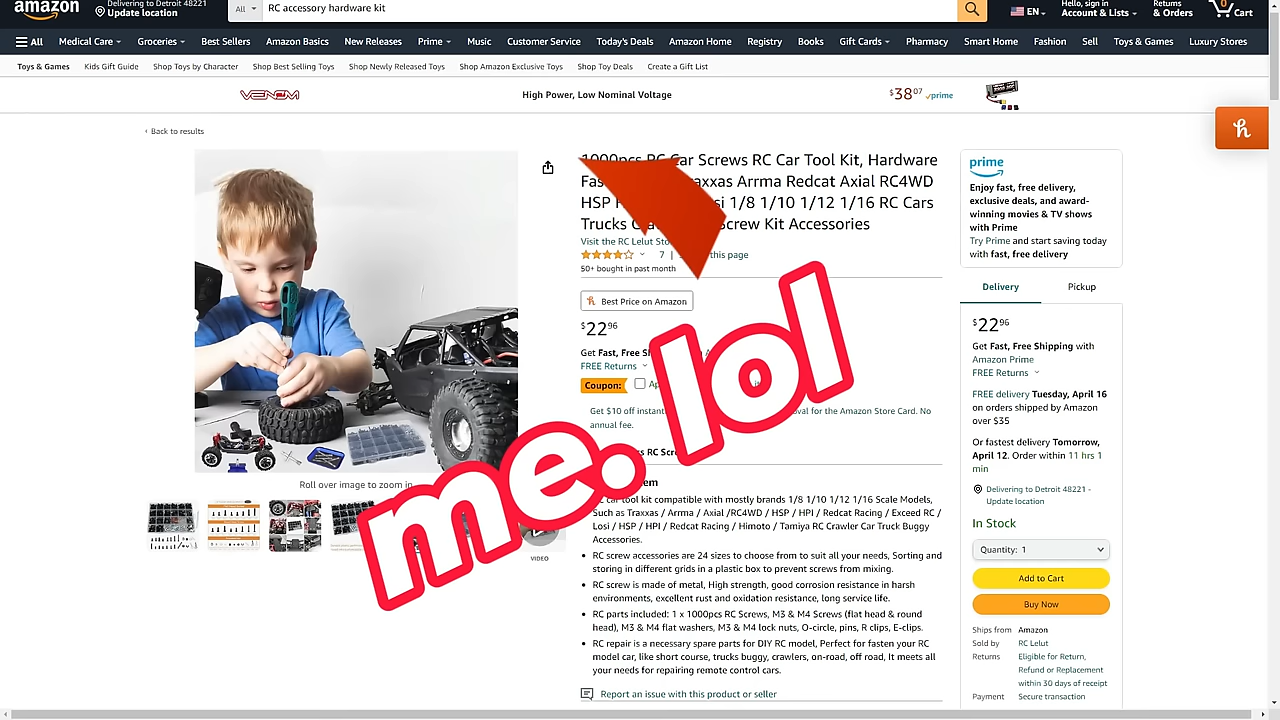 amazon
Delivering to Detroit 48221
Update location
All
RC accessory hardware kit
EN
Hello, sign in
Account & Lists
Returns
& Orders
0
Cart
All
Medical Care
Groceries
Best Sellers
Amazon Basics
New Releases
Prime
Music
Customer Service
Today's Deals
Amazon Home
Registry
Books
Gift Cards
Pharmacy
Smart Home
Fashion
Sell
Toys & Games
Luxury Stores
Toys & Games
Kids Gift Guide
Shop Toys by Character
Shop Best Selling Toys
Shop Newly Released Toys
Shop Amazon Exclusive Toys
Shop Toy Deals
Create a Gift List
VENOM
High Power, Low Nominal Voltage
$38.07
prime
‹ Back to results
1000pcs RC Car Screws RC Car Tool Kit, Hardware
axxas Arrma Redcat Axial RC4WD
HSP 1/8 1/10 1/12 1/16 RC Cars
Trucks Screw Kit Accessories
Visit the RC Lelut
7 | this page
50+ bought in past month
Best Price on Amazon
$22.96
Get Fast, Free
FREE Returns
Coupon:
Get $10 off instant val for the Amazon Store Card. No
annual fee.
me. lol
RC
em
car tool kit compatible with mostly brands 1/8 1/10 1/12 1/16 Scale Models,
Such as Traxxas / Arrma / Axial /RC4WD / HSP / HPI / Redcat Racing / Exceed RC /
Losi / HSP / HPI / Redcat Racing / Himoto / Tamiya RC Crawler Car Truck Buggy
Accessories.
• RC screw accessories are 24 sizes to choose from to suit all your needs, Sorting and
storing in different grids in a plastic box to prevent screws from mixing.
• RC screw is made of metal, High strength, good corrosion resistance in harsh
environments, excellent rust and oxidation resistance, long service life.
• RC parts included: 1 x 1000pcs RC Screws, M3 & M4 Screws (flat head & round
head), M3 & M4 flat washers, M3 & M4 lock nuts, O-circle, pins, R clips, E-clips.
• RC repair is a necessary spare parts for DIY RC model, Perfect for fasten your RC
model car, like short course, trucks buggy, crawlers, on-road, off road, It meets all
your needs for repairing remote control cars.
Report an issue with this product or seller
Roll over image to zoom in
VIDEO
prime
Enjoy fast, free delivery,
exclusive deals, and award-
winning movies & TV shows
with Prime
Try Prime and start saving today
with fast, free delivery
Delivery
Pickup
$22.96
Get Fast, Free Shipping with
Amazon Prime
FREE Returns
FREE delivery Tuesday, April 16
on orders shipped by Amazon
over $35
Or fastest delivery Tomorrow,
April 12. Order within 11 hrs 1
min
Delivering to Detroit 48221 -
Update location
In Stock
Quantity: 1
Add to Cart
Buy Now
Ships from Amazon
Sold by RC Lelut
Returns Eligible for Return,
Refund or Replacement
within 30 days of receipt
Payment Secure transaction